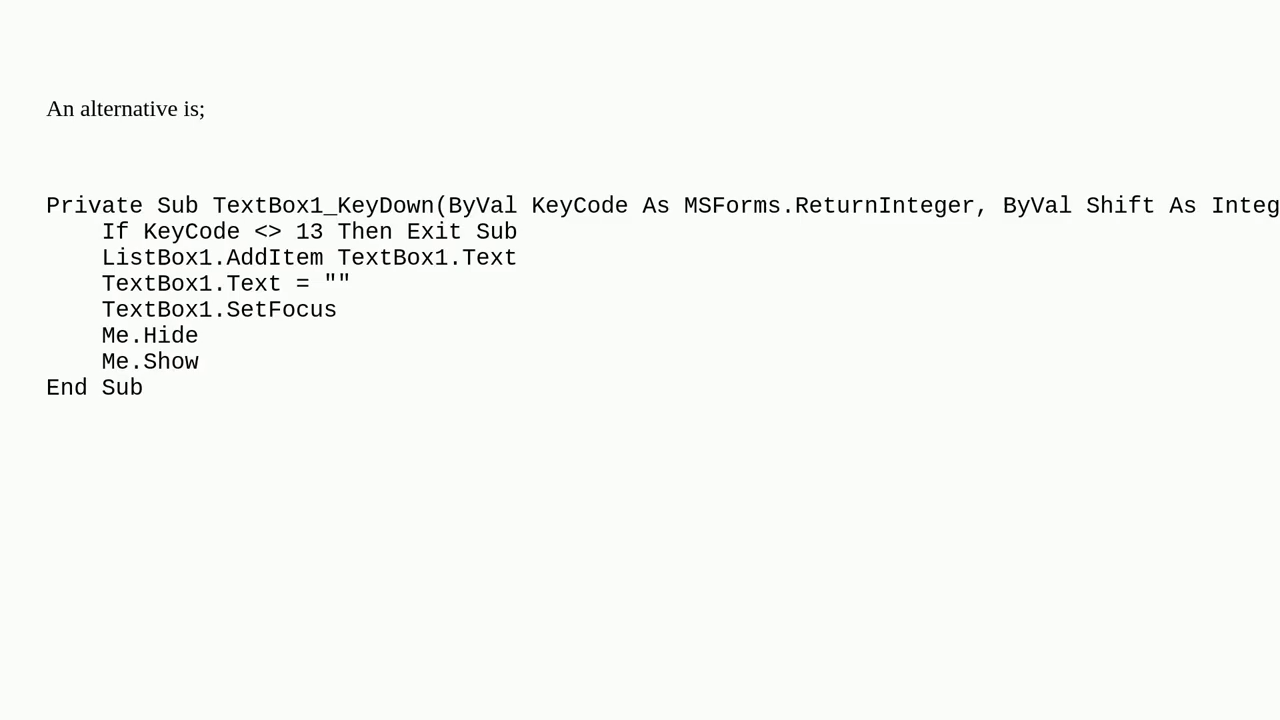 An alternative is;
Private Sub TextBox1_KeyDown(ByVal KeyCode As MSForms.ReturnInteger, ByVal Shift As Integ
    If KeyCode <> 13 Then Exit Sub
    ListBox1.AddItem TextBox1.Text
    TextBox1.Text = ""
    TextBox1.SetFocus
    Me.Hide
    Me.Show
End Sub